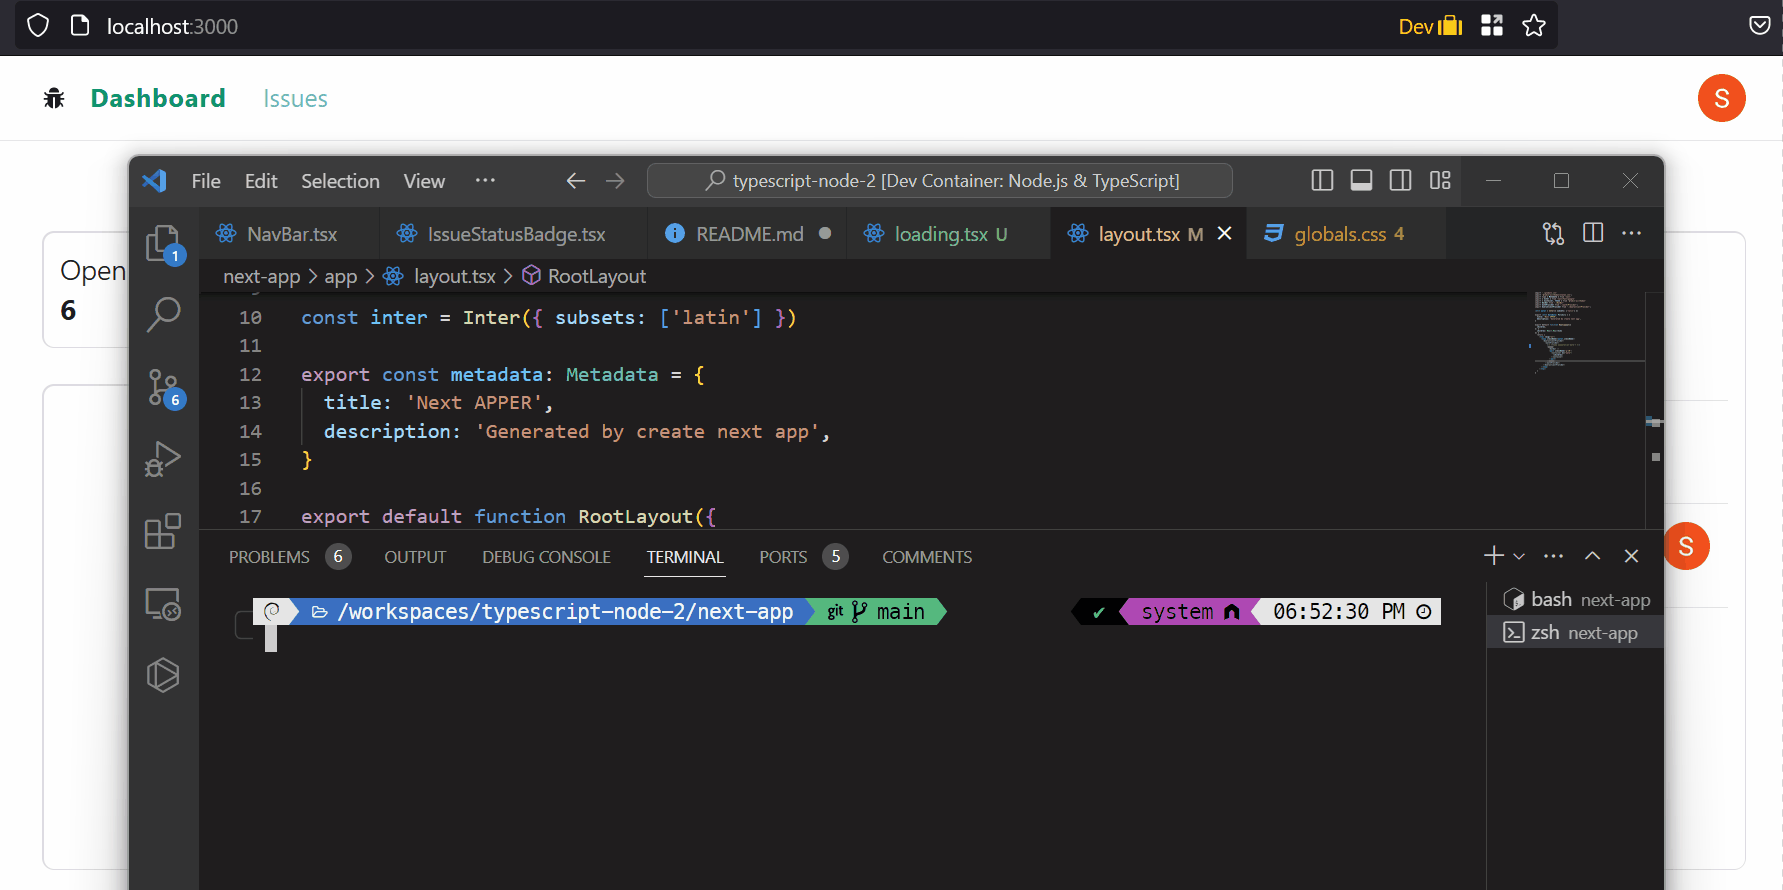 localhost:3000
Dev
Dashboard Issues
S
File Edit Selection View ···
typescript-node-2 [Dev Container: Node.js & TypeScript]
1
NavBar.tsx IssueStatusBadge.tsx README.md loading.tsx U layout.tsx M globals.css 4
next-app > app > layout.tsx > RootLayout
Open
6
10 const inter = Inter({ subsets: ['latin'] })
11
12 export const metadata: Metadata = {
13 title: 'Next APPER',
14 description: 'Generated by create next app',
15 }
16
17 export default function RootLayout({
6
PROBLEMS 6 OUTPUT DEBUG CONSOLE TERMINAL PORTS 5 COMMENTS
S
/workspaces/typescript-node-2/next-app git main ✔ system 06:52:30 PM
bash next-app
zsh next-app